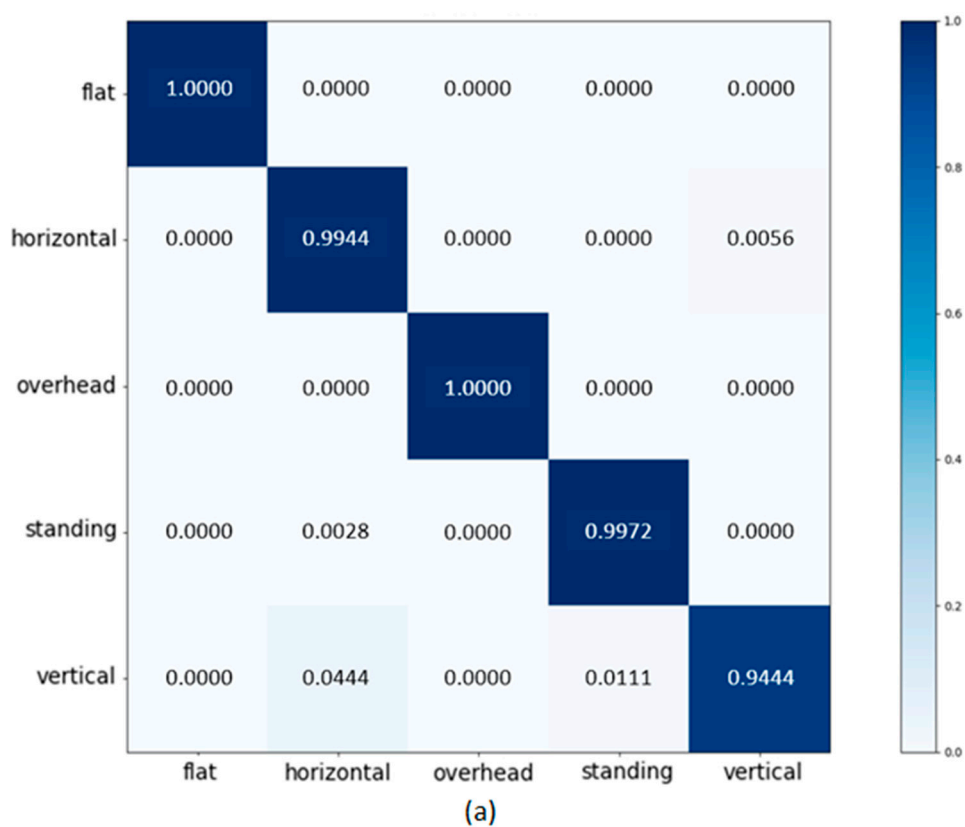 1.0
flat 1.0000 0.0000 0.0000 0.0000 0.0000
0.8
horizontal 0.0000 0.9944 0.0000 0.0000 0.0056
0.6
overhead 0.0000 0.0000 1.0000 0.0000 0.0000
0.4
standing 0.0000 0.0028 0.0000 0.9972 0.0000
0.2
vertical 0.0000 0.0444 0.0000 0.0111 0.9444
0.0
flat horizontal overhead standing vertical
(a)